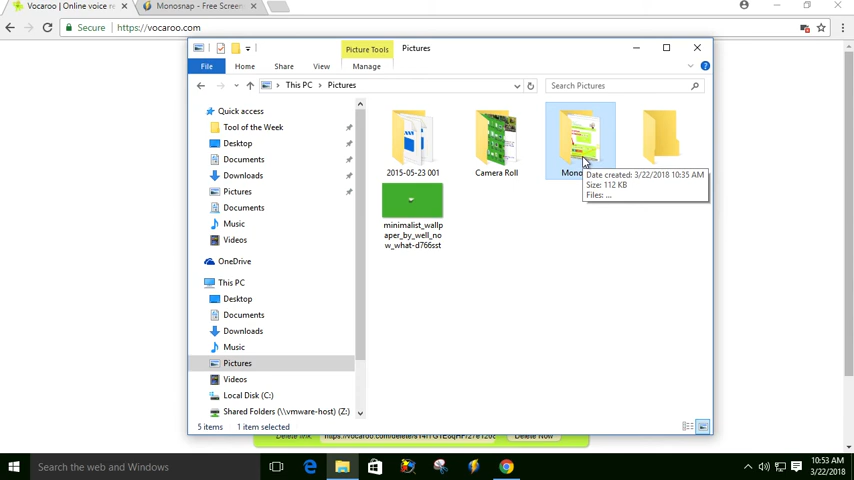 Vocaroo | Online voice re
Monosnap - Free Screen
Secure
https://vocaroo.com
Picture Tools
Pictures
File
Home
Share
View
Manage
This PC
Pictures
Search Pictures
Quick access
Tool of the Week
Desktop
Documents
Downloads
Pictures
Documents
Music
Videos
OneDrive
This PC
Desktop
Documents
Downloads
Music
Pictures
Videos
Local Disk (C:)
Shared Folders (\\vmware-host) (Z:)
2015-05-23 001
Camera Roll
Mono
Date created: 3/22/2018 10:35 AM
Size: 112 KB
Files: ...
minimalist_wallp
aper_by_well_no
w_what-d766sst
5 items
1 item selected
Delete Now
Search the web and Windows
10:53 AM
3/22/2018